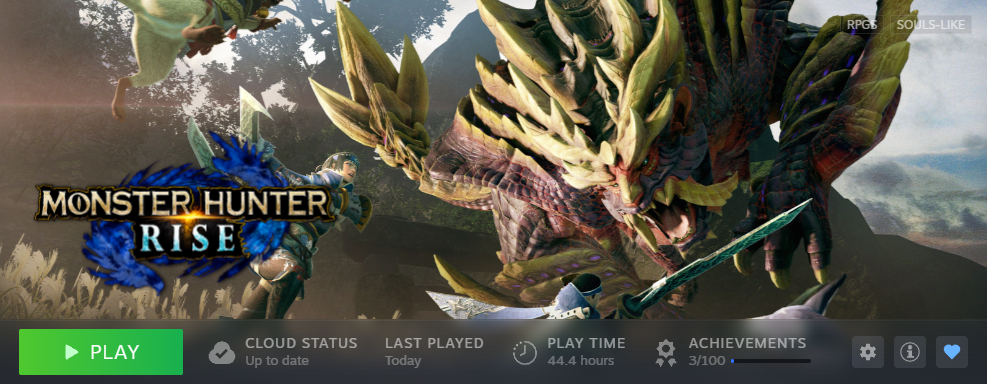 RPGS SOULS-LIKE
MONSTER HUNTER
RISE
PLAY
CLOUD STATUS
Up to date
LAST PLAYED
Today
PLAY TIME
44.4 hours
ACHIEVEMENTS
3/100